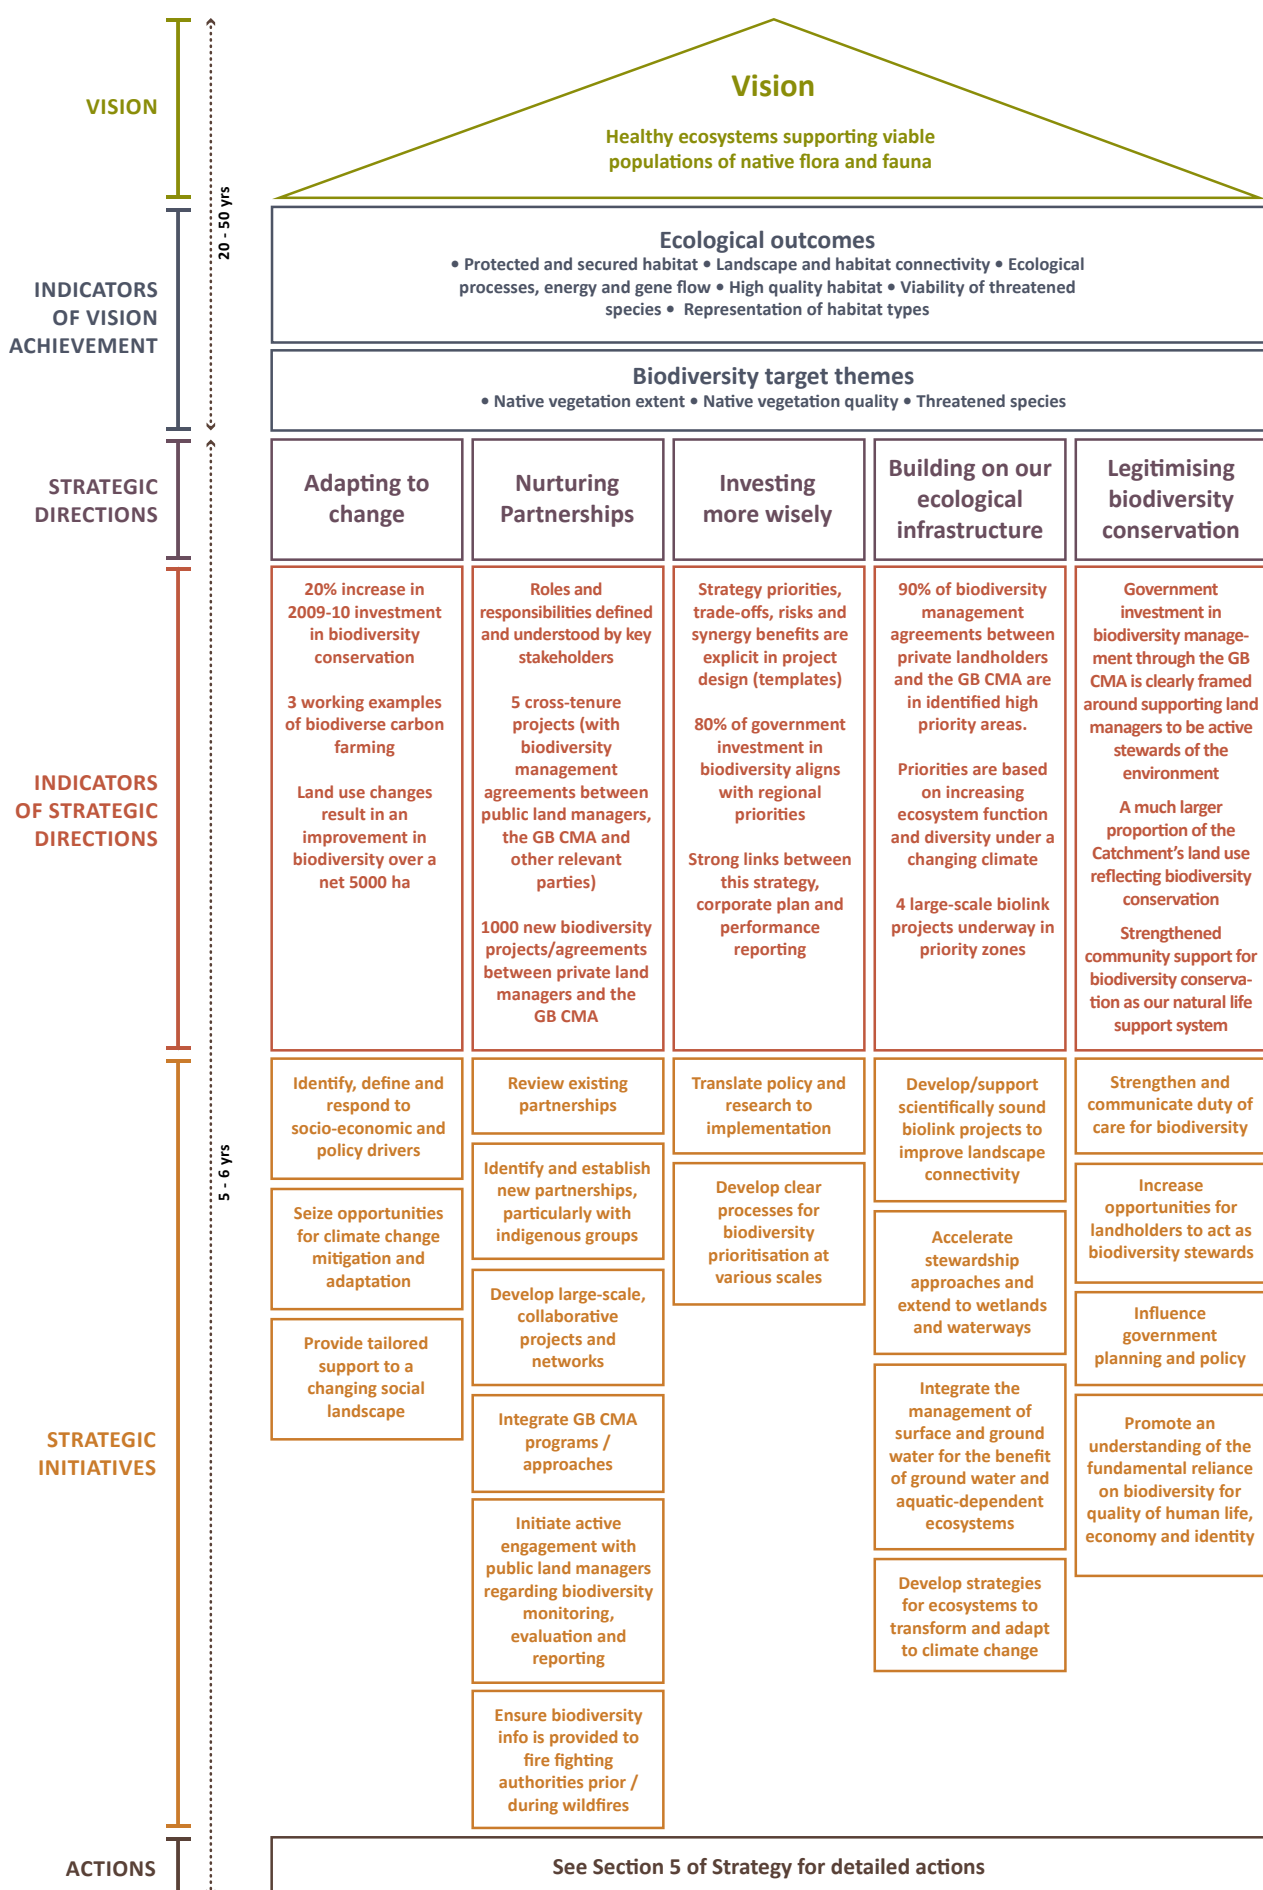 VISION
20 - 50 yrs
Vision
Healthy ecosystems supporting viable
populations of native flora and fauna
INDICATORS
OF VISION
ACHIEVEMENT
Ecological outcomes
• Protected and secured habitat • Landscape and habitat connectivity • Ecological
processes, energy and gene flow • High quality habitat • Viability of threatened
species • Representation of habitat types
Biodiversity target themes
• Native vegetation extent • Native vegetation quality • Threatened species
STRATEGIC
DIRECTIONS
Adapting to
change
Nurturing
Partnerships
Investing
more wisely
Building on our
ecological
infrastructure
Legitimising
biodiversity
conservation
INDICATORS
OF STRATEGIC
DIRECTIONS
20% increase in
2009-10 investment
in biodiversity
conservation
3 working examples
of biodiverse carbon
farming
Land use changes
result in an
improvement in
biodiversity over a
net 5000 ha
Roles and
responsibilities defined
and understood by key
stakeholders
5 cross-tenure
projects (with
biodiversity
management
agreements between
public land managers,
the GB CMA and
other relevant
parties)
1000 new biodiversity
projects/agreements
between private land
managers and the
GB CMA
Strategy priorities,
trade-offs, risks and
synergy benefits are
explicit in project
design (templates)
80% of government
investment in
biodiversity aligns
with regional
priorities
Strong links between
this strategy,
corporate plan and
performance
reporting
90% of biodiversity
management
agreements between
private landholders
and the GB CMA are
in identified high
priority areas.
Priorities are based
on increasing
ecosystem function
and diversity under a
changing climate
4 large-scale biolink
projects underway in
priority zones
Government
investment in
biodiversity manage-
ment through the GB
CMA is clearly framed
around supporting land
managers to be active
stewards of the
environment
A much larger
proportion of the
Catchment's land use
reflecting biodiversity
conservation
Strengthened
community support for
biodiversity conserva-
tion as our natural life
support system
5 - 6 yrs
STRATEGIC
INITIATIVES
Identify, define and
respond to
socio-economic and
policy drivers
Seize opportunities
for climate change
mitigation and
adaptation
Provide tailored
support to a
changing social
landscape
Review existing
partnerships
Identify and establish
new partnerships,
particularly with
indigenous groups
Develop large-scale,
collaborative
projects and
networks
Integrate GB CMA
programs /
approaches
Initiate active
engagement with
public land managers
regarding biodiversity
monitoring,
evaluation and
reporting
Ensure biodiversity
info is provided to
fire fighting
authorities prior /
during wildfires
Translate policy and
research to
implementation
Develop clear
processes for
biodiversity
prioritisation at
various scales
Develop/support
scientifically sound
biolink projects to
improve landscape
connectivity
Accelerate
stewardship
approaches and
extend to wetlands
and waterways
Integrate the
management of
surface and ground
water for the benefit
of ground water and
aquatic-dependent
ecosystems
Develop strategies
for ecosystems to
transform and adapt
to climate change
Strengthen and
communicate duty of
care for biodiversity
Increase
opportunities for
landholders to act as
biodiversity stewards
Influence
government
planning and policy
Promote an
understanding of the
fundamental reliance
on biodiversity for
quality of human life,
economy and identity
ACTIONS
See Section 5 of Strategy for detailed actions